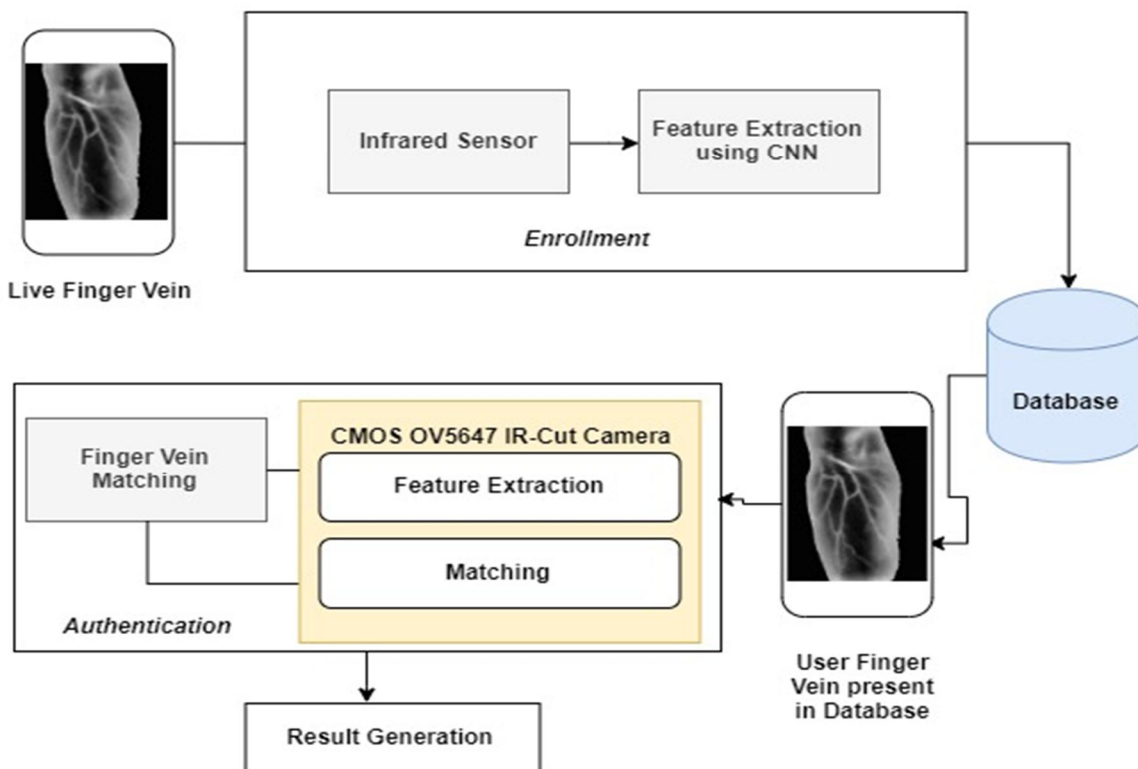 Infrared Sensor
Feature Extraction
using CNN
Enrollment
Live Finger Vein
Database
CMOS OV5647 IR-Cut Camera
Finger Vein
Matching
Feature Extraction
Matching
Authentication
User Finger
Vein present
in Database
Result Generation